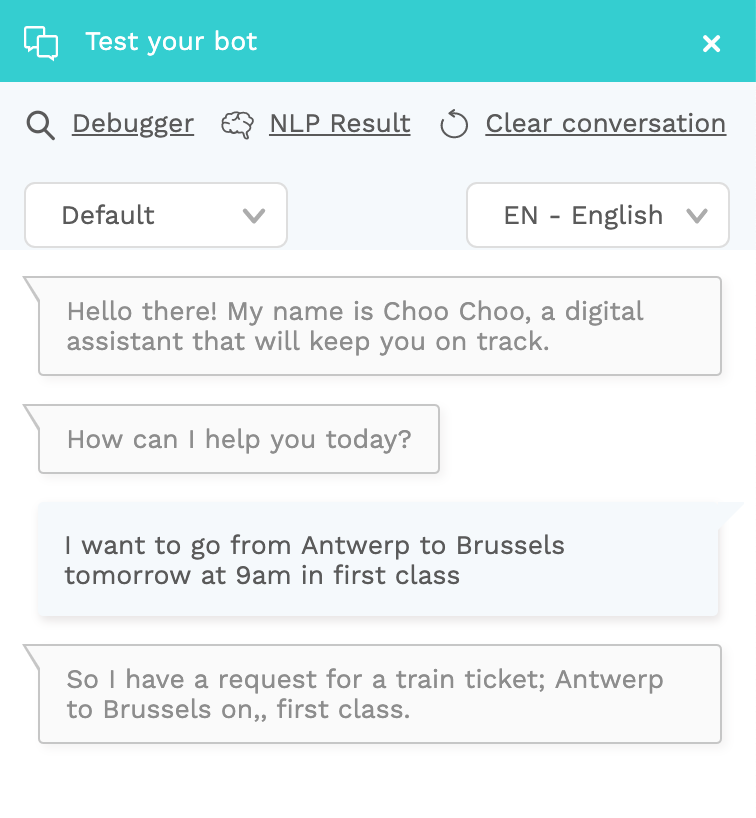 Test your bot
Debugger NLP Result Clear conversation
Default EN - English
Hello there! My name is Choo Choo, a digital
assistant that will keep you on track.
How can I help you today?
I want to go from Antwerp to Brussels
tomorrow at 9am in first class
So I have a request for a train ticket; Antwerp
to Brussels on,, first class.